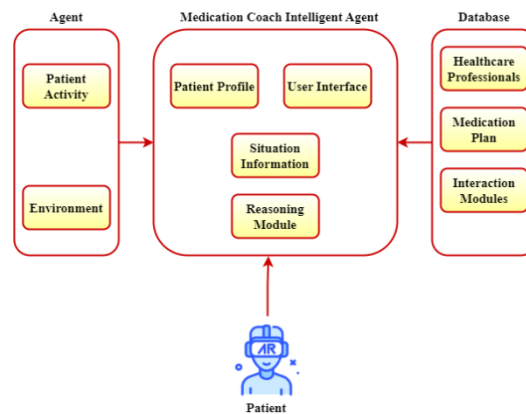 Agent
Medication Coach Intelligent Agent
Database
Patient
Activity
Environment
Patient Profile
User Interface
Situation
Information
Reasoning
Module
Healthcare
Professionals
Medication
Plan
Interaction
Modules
AR
Patient